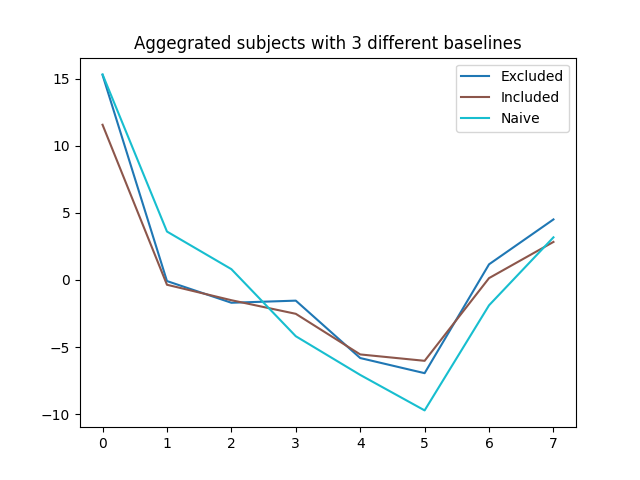 Aggegrated subjects with 3 different baselines
Excluded
Included
Naive
15
10
5
0
−5
−10
0 1 2 3 4 5 6 7